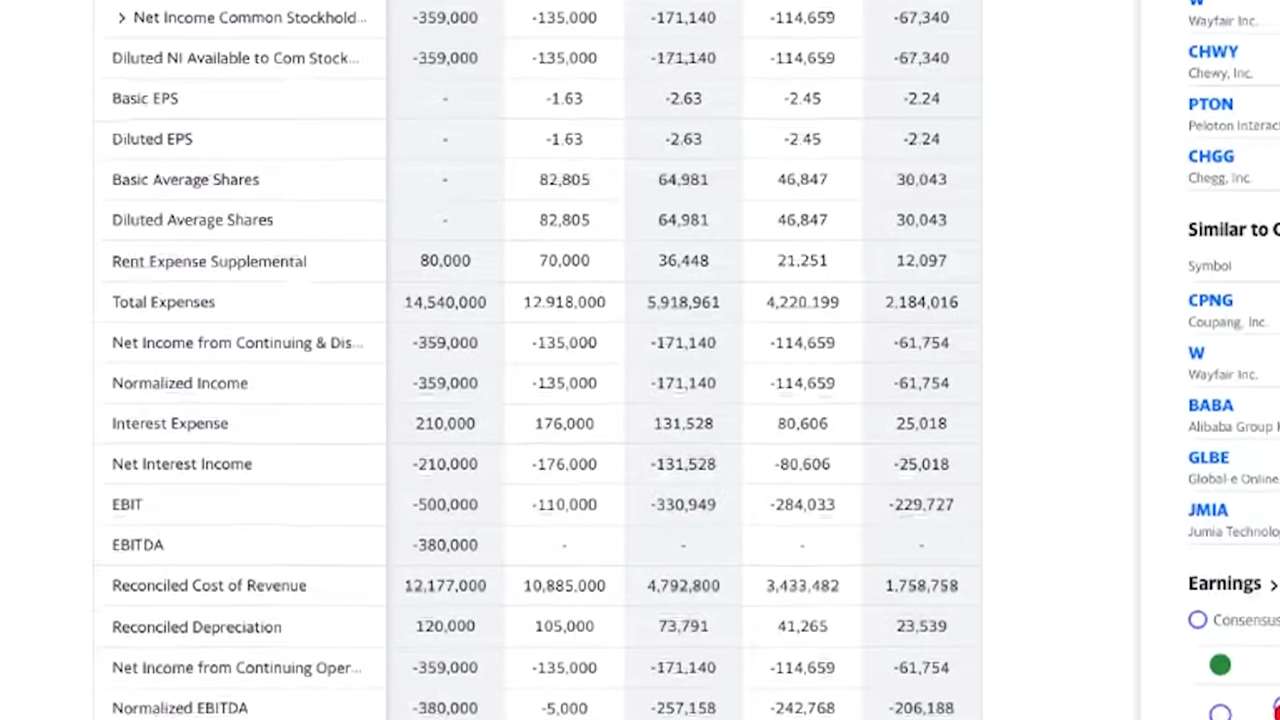 Net Income Common Stockhold... -359,000 -135,000 -171,140 -114,659 -67,340
Diluted NI Available to Com Stock... -359,000 -135,000 -171,140 -114,659 -67,340
Basic EPS - -1.63 -2.63 -2.45 -2.24
Diluted EPS - -1.63 -2.63 -2.45 -2.24
Basic Average Shares - 82,805 64,981 46,847 30,043
Diluted Average Shares - 82,805 64,981 46,847 30,043
Rent Expense Supplemental 80,000 70,000 36,448 21,251 12,097
Total Expenses 14,540,000 12.918,000 5,918,961 4,220.199 2.184,016
Net Income from Continuing & Dis... -359,000 -135,000 -171,140 -114,659 -61,754
Normalized Income -359,000 -135,000 -171,140 -114,659 -61,754
Interest Expense 210,000 176,000 131,528 80,606 25,018
Net Interest Income -210,000 -176,000 -131,528 -80,606 -25,018
EBIT -500,000 -110,000 -330,949 -284,033 -229,727
EBITDA -380,000 - - - -
Reconciled Cost of Revenue 12,177,000 10,885,000 4,792,800 3,433,482 1,758,758
Reconciled Depreciation 120,000 105,000 73,791 41,265 23,539
Net Income from Continuing Oper... -359,000 -135,000 -171,140 -114,659 -61,754
Normalized EBITDA -380,000 -5,000 -257,158 -242,768 -206,188
Wayfair Inc.
CHWY
Chewy, Inc.
PTON
Peloton Interac
CHGG
Chegg, Inc.
Similar to
Symbol
CPNG
Coupang, Inc.
W
Wayfair Inc.
BABA
Alibaba Group
GLBE
Global-e Online
JMIA
Jumia Technolo
Earnings >
Consensus